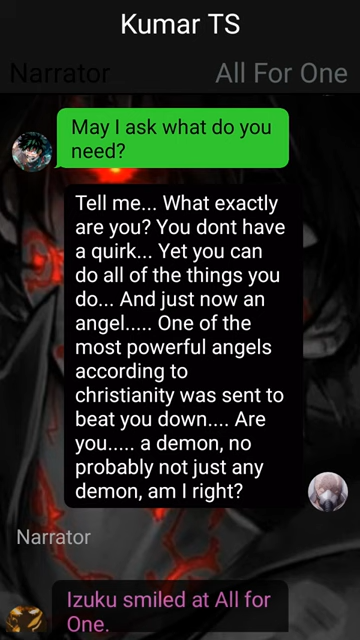 Kumar TS
Narrator
All For One
May I ask what do you
need?
Tell me... What exactly
are you? You dont have
a quirk... Yet you can
do all of the things you
do... And just now an
angel..... One of the
most powerful angels
according to
christianity was sent to
beat you down.... Are
you..... a demon, no
probably not just any
demon, am I right?
Narrator
Izuku smiled at All for
One.